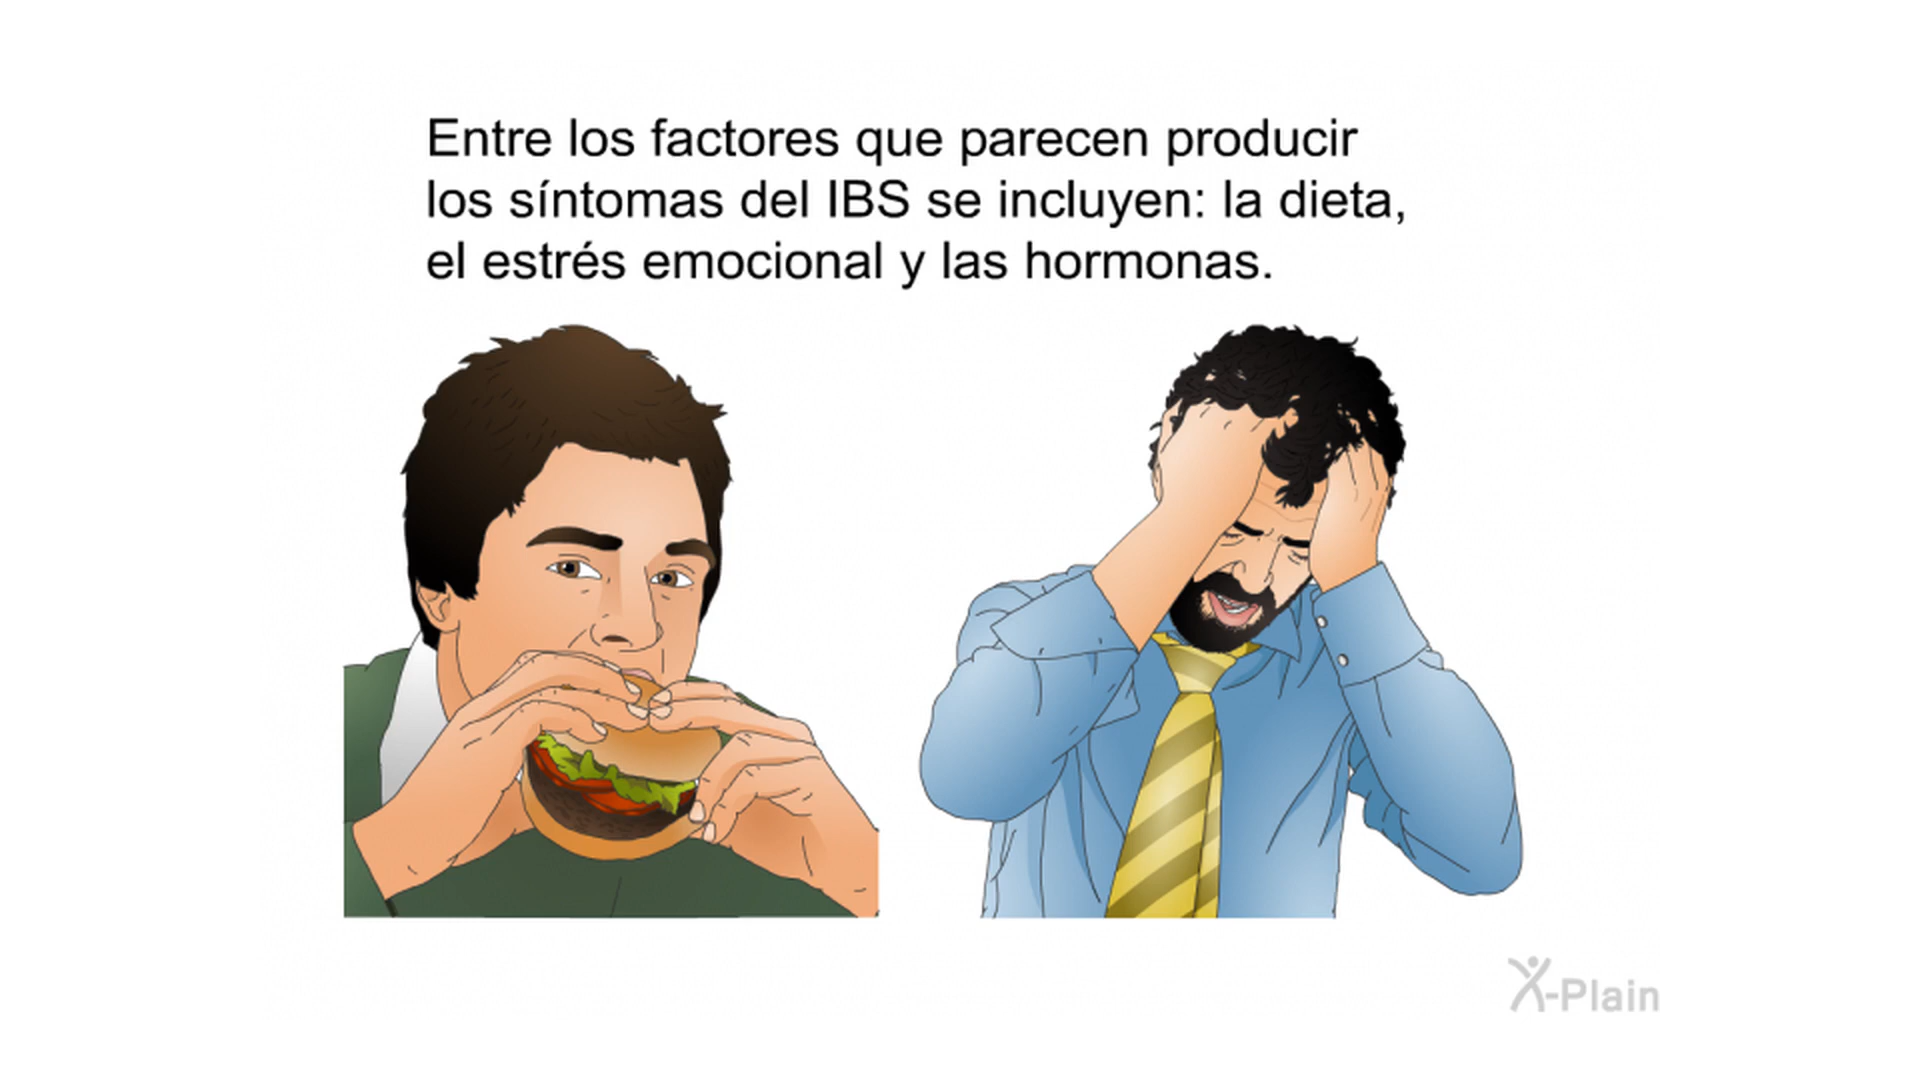 Entre los factores que parecen producir
los síntomas del IBS se incluyen: la dieta,
el estrés emocional y las hormonas.
X-Plain